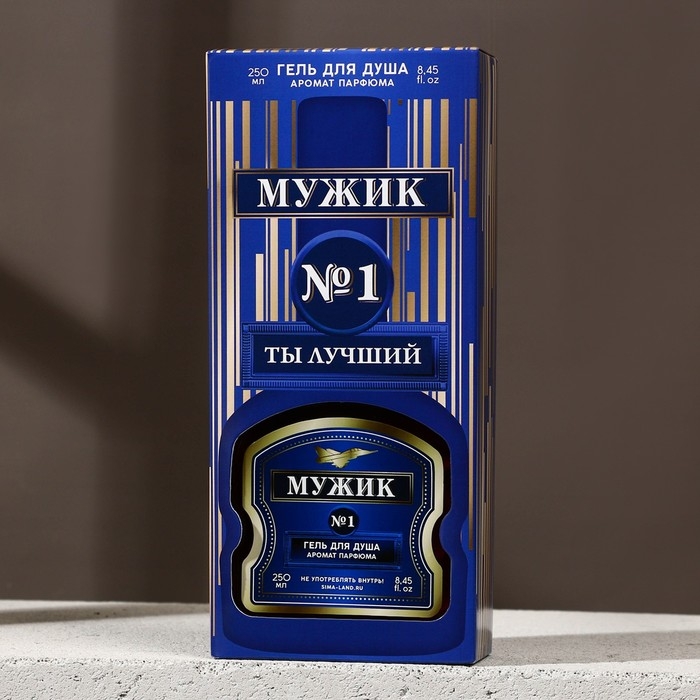 250 МЛ ГЕЛЬ ДЛЯ ДУША 8,45 fl. oz
АРОМАТ ПАРФЮМА
МУЖИК
№1
ТЫ ЛУЧШИЙ
МУЖИК
№1
ГЕЛЬ ДЛЯ ДУША
АРОМАТ ПАРФЮМА
250 МЛ НЕ УПОТРЕБЛЯТЬ ВНУТРЬ! 8,45 fl. oz
SIMA-LAND.RU